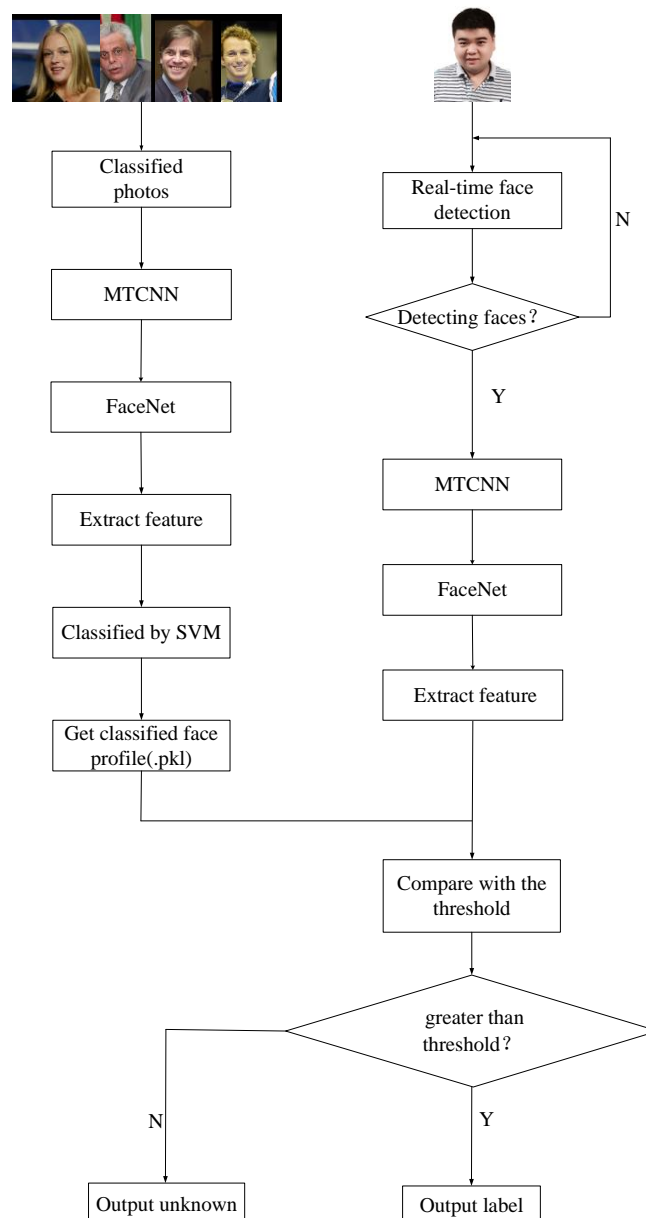 Classified
photos
MTCNN
FaceNet
Extract feature
Classified by SVM
Get classified face
profile(.pkl)
Real-time face
detection
N
Detecting faces？
Y
MTCNN
FaceNet
Extract feature
Compare with the
threshold
greater than
threshold？
N
Y
Output unknown
Output label